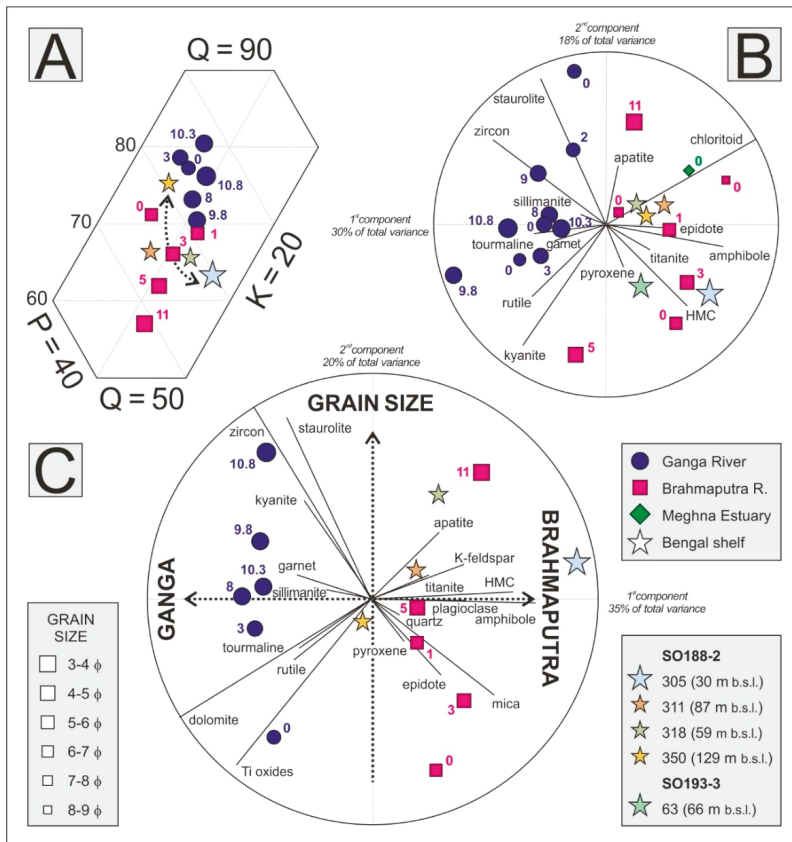 A
Q = 90
80
70
60
P = 40
Q = 50
K = 20
10.3
3
0
10.8
8
9.8
0
1
3
5
11
B
2nd component
18% of total variance
0
staurolite
11
zircon
2
chloritoid
apatite
0
9
0
sillimanite
8
0
1st component
30% of total variance
10.8
0
10.3
1
epidote
tourmaline
garnet
amphibole
titanite
0
3
pyroxene
3
9.8
rutile
HMC
0
kyanite
5
2nd component
20% of total variance
C
GRAIN SIZE
staurolite
zircon
10.8
11
kyanite
apatite
9.8
K-feldspar
garnet
10.3
titanite
HMC
8
sillimanite
GANGA
BRAHMAPUTRA
5
plagioclase
amphibole
quartz
3
tourmaline
pyroxene
1
rutile
epidote
mica
dolomite
3
0
0
Ti oxides
1st component
35% of total variance
Ganga River
Brahmaputra R.
Meghna Estuary
Bengal shelf
GRAIN
SIZE
3-4 ϕ
4-5 ϕ
5-6 ϕ
6-7 ϕ
7-8 ϕ
8-9 ϕ
SO188-2
305 (30 m b.s.l.)
311 (87 m b.s.l.)
318 (59 m b.s.l.)
350 (129 m b.s.l.)
SO193-3
63 (66 m b.s.l.)